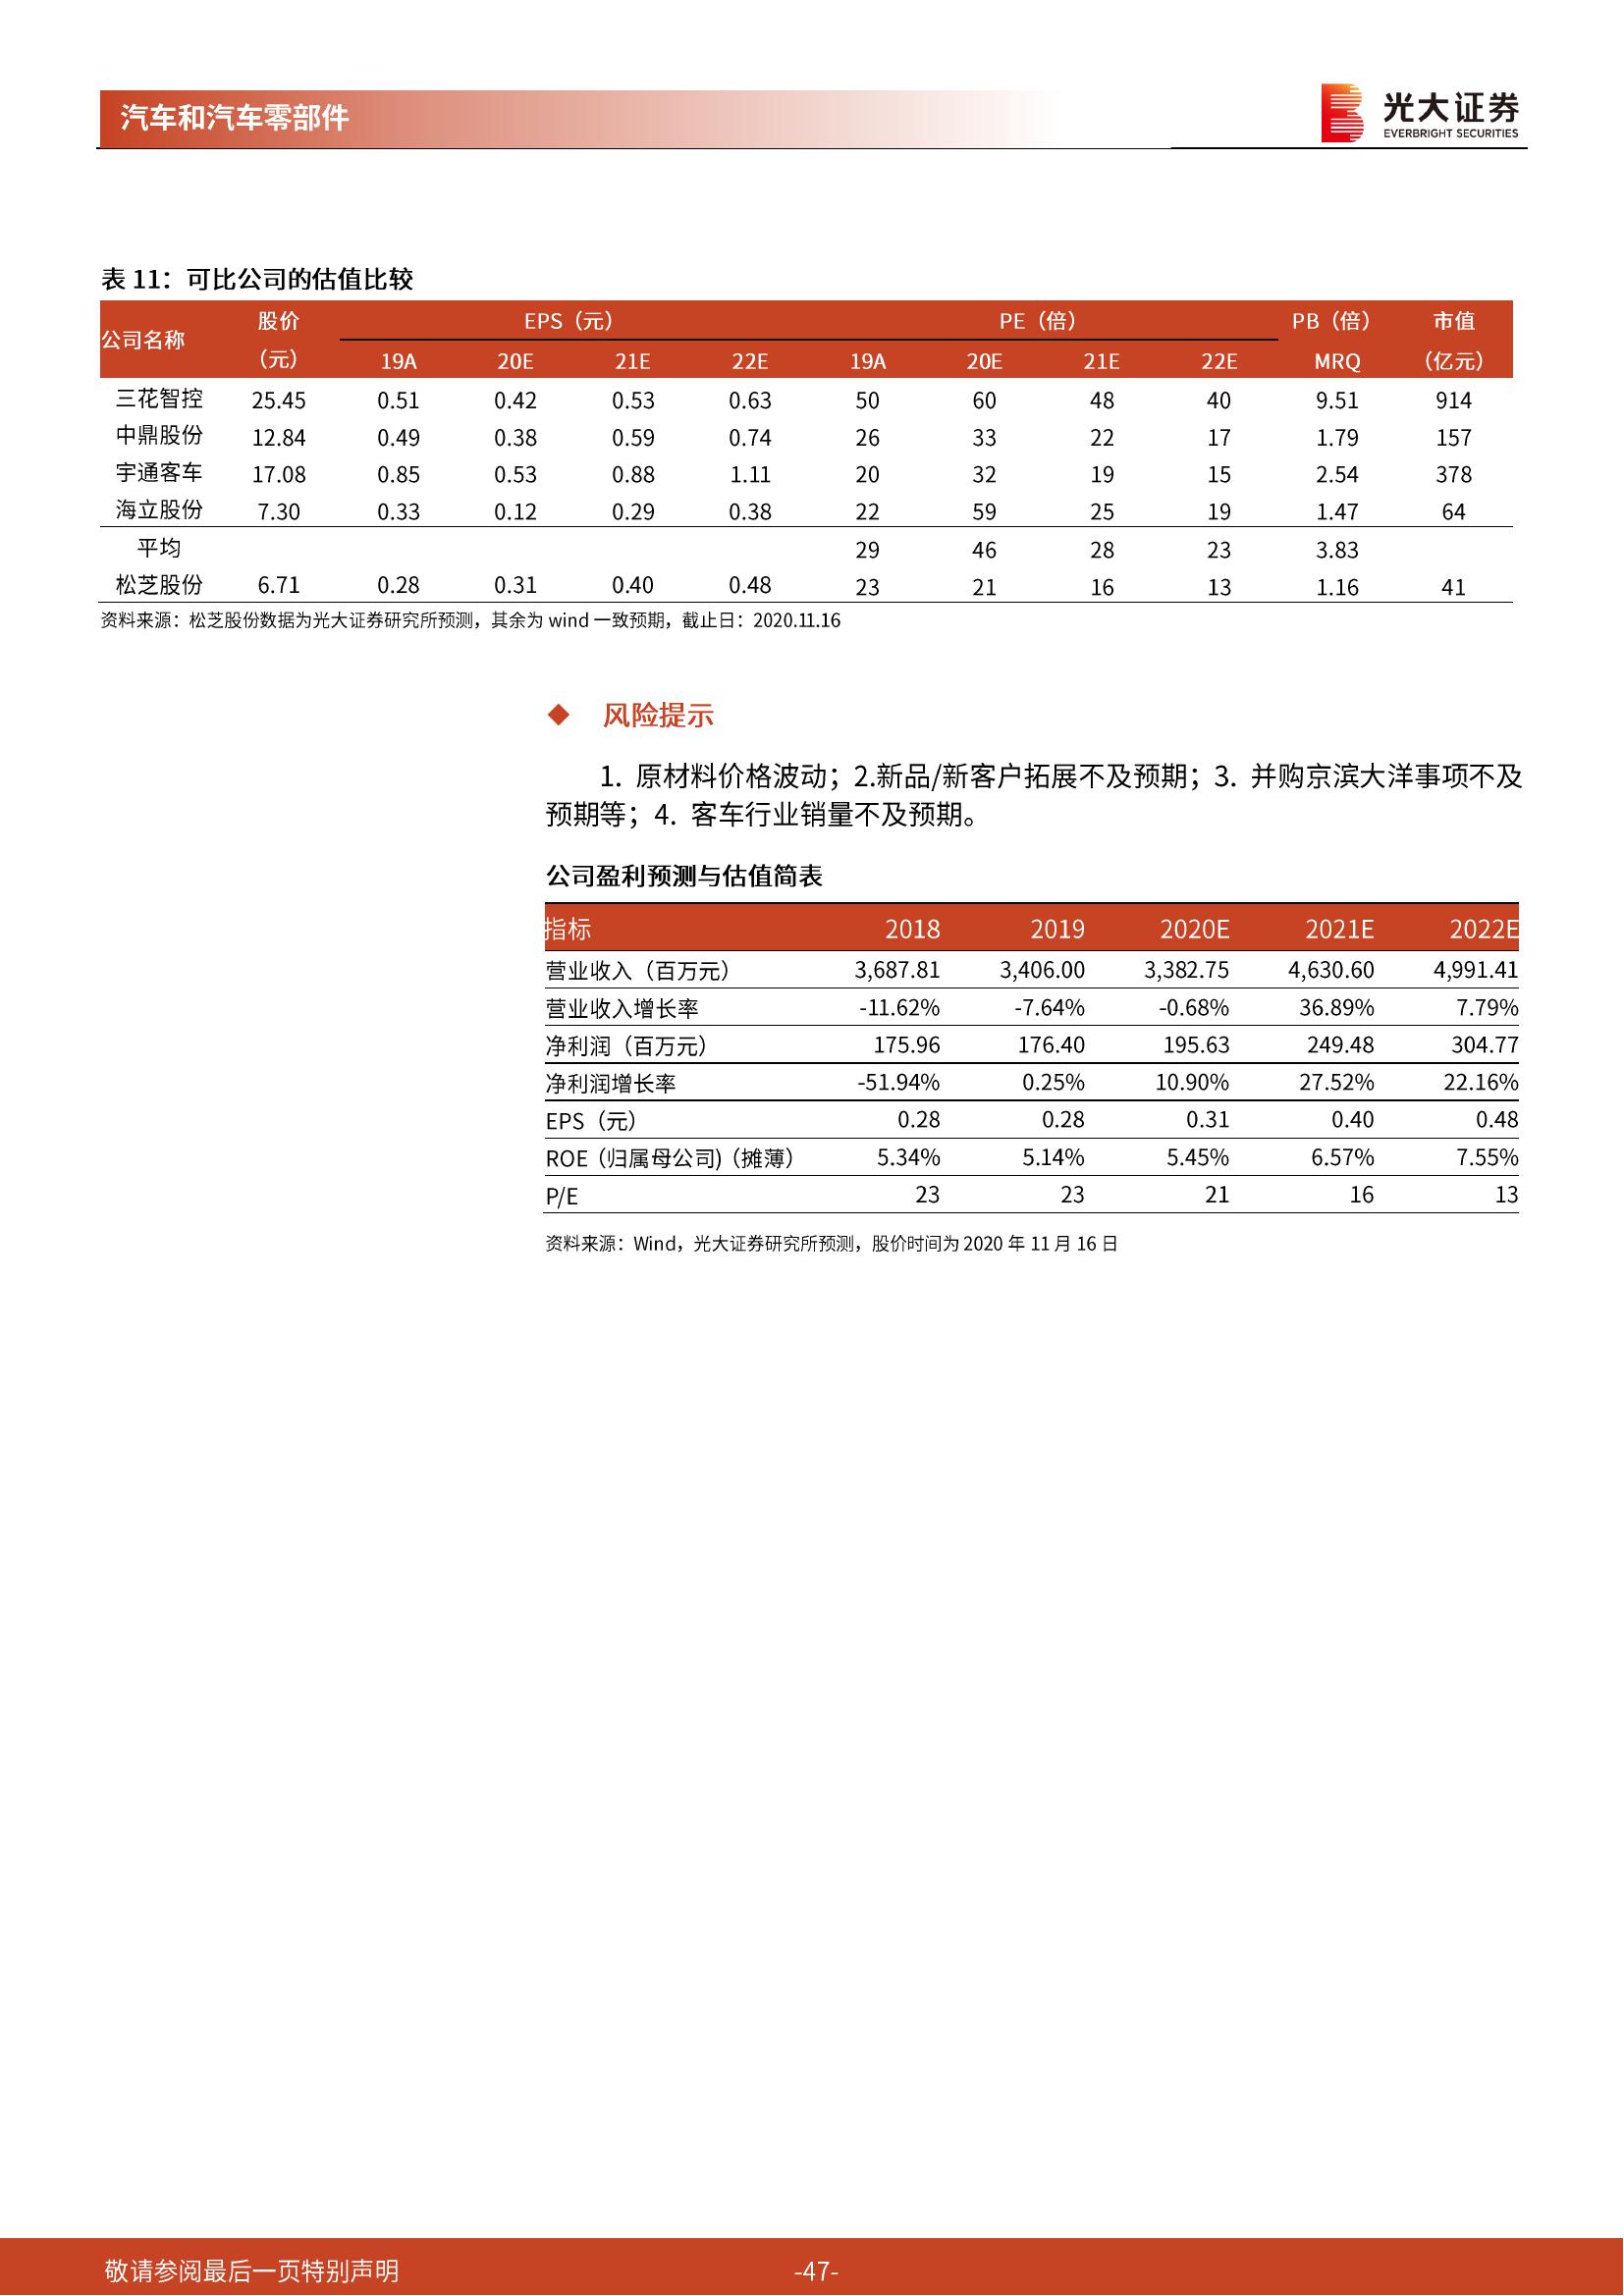 汽车和汽车零部件
光大证券
EVERBRIGHT SECURITIES
表 11：可比公司的估值比较
公司名称 股价 EPS（元） PE（倍） PB（倍） 市值
（元） 19A 20E 21E 22E 19A 20E 21E 22E MRQ （亿元）
三花智控 25.45 0.51 0.42 0.53 0.63 50 60 48 40 9.51 914
中鼎股份 12.84 0.49 0.38 0.59 0.74 26 33 22 17 1.79 157
宇通客车 17.08 0.85 0.53 0.88 1.11 20 32 19 15 2.54 378
海立股份 7.30 0.33 0.12 0.29 0.38 22 59 25 19 1.47 64
平均 29 46 28 23 3.83
松芝股份 6.71 0.28 0.31 0.40 0.48 23 21 16 13 1.16 41
资料来源：松芝股份数据为光大证券研究所预测，其余为 wind 一致预期，截止日：2020.11.16
◆ 风险提示
1. 原材料价格波动；2.新品/新客户拓展不及预期；3. 并购京滨大洋事项不及
预期等；4. 客车行业销量不及预期。
公司盈利预测与估值简表
指标 2018 2019 2020E 2021E 2022E
营业收入（百万元） 3,687.81 3,406.00 3,382.75 4,630.60 4,991.41
营业收入增长率 -11.62% -7.64% -0.68% 36.89% 7.79%
净利润（百万元） 175.96 176.40 195.63 249.48 304.77
净利润增长率 -51.94% 0.25% 10.90% 27.52% 22.16%
EPS（元） 0.28 0.28 0.31 0.40 0.48
ROE（归属母公司)（摊薄） 5.34% 5.14% 5.45% 6.57% 7.55%
P/E 23 23 21 16 13
资料来源：Wind，光大证券研究所预测，股价时间为 2020 年 11 月 16 日
敬请参阅最后一页特别声明 -47-